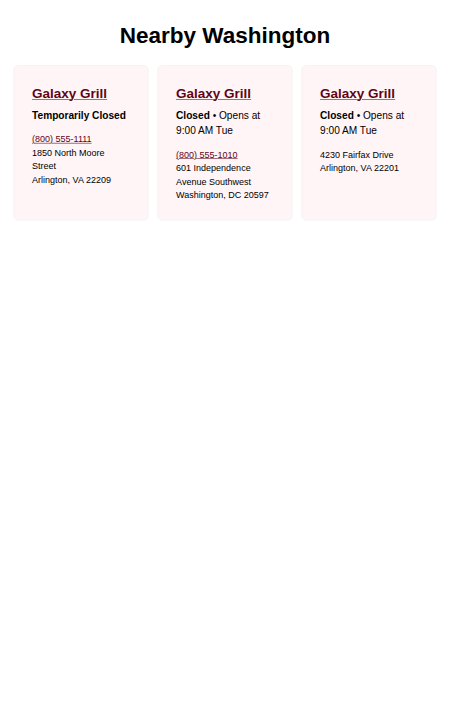 Nearby Washington
Galaxy Grill
Temporarily Closed
(800) 555-1111
1850 North Moore
Street
Arlington, VA 22209
Galaxy Grill
Closed • Opens at
9:00 AM Tue
(800) 555-1010
601 Independence
Avenue Southwest
Washington, DC 20597
Galaxy Grill
Closed • Opens at
9:00 AM Tue
4230 Fairfax Drive
Arlington, VA 22201